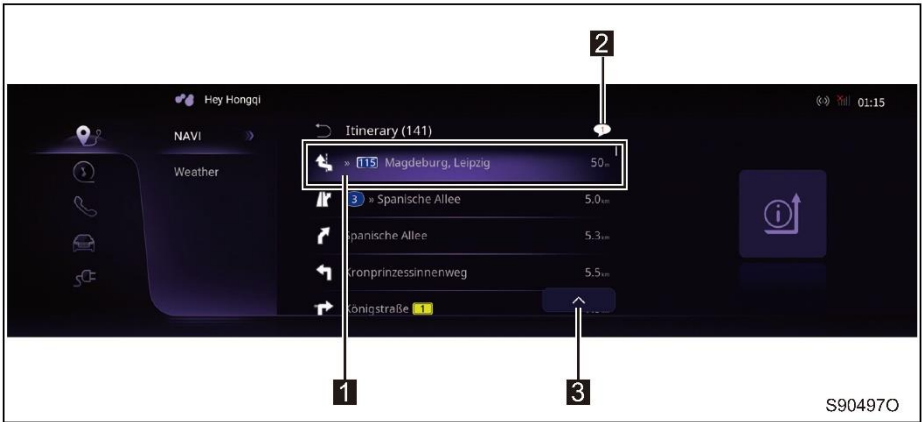 2
Hey Hongqi
01:15
NAVI »
Itinerary (141)
» 115 Magdeburg, Leipzig 50m
Weather
3 » Spanische Allee 5.0km
Spanische Allee 5.3km
Kronprinzessinnenweg 5.5km
Königstraße 1
1
3
S90497O